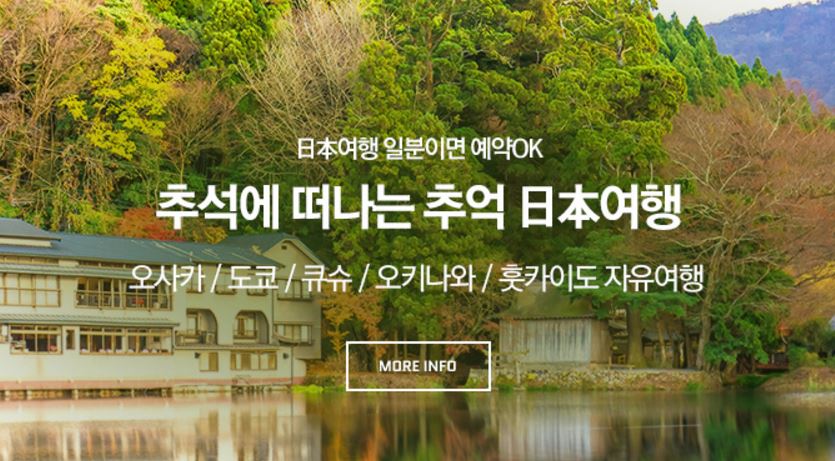 日本여행 일분이면 예약OK
추석에 떠나는 추억 日本여행
오사카 / 도쿄 / 큐슈 / 오키나와 / 훗카이도 자유여행
MORE INFO